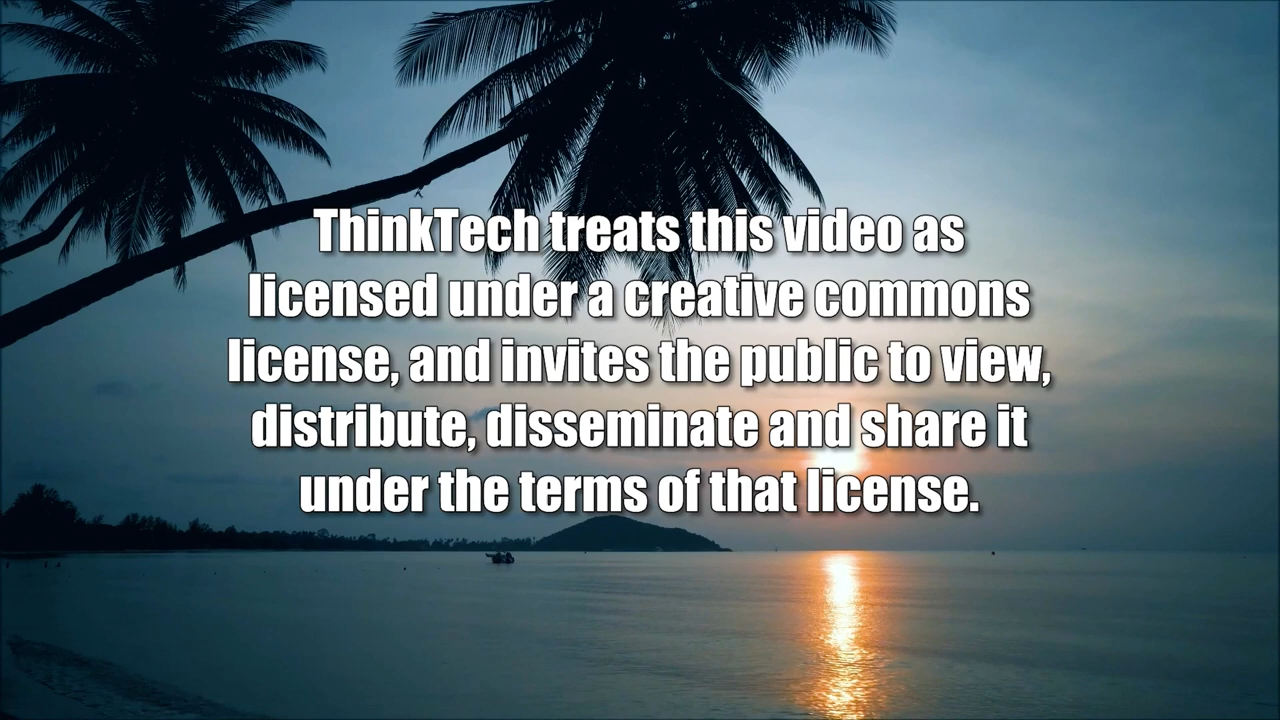 ThinkTech treats this video as
licensed under a creative commons
license, and invites the public to view,
distribute, disseminate and share it
under the terms of that license.